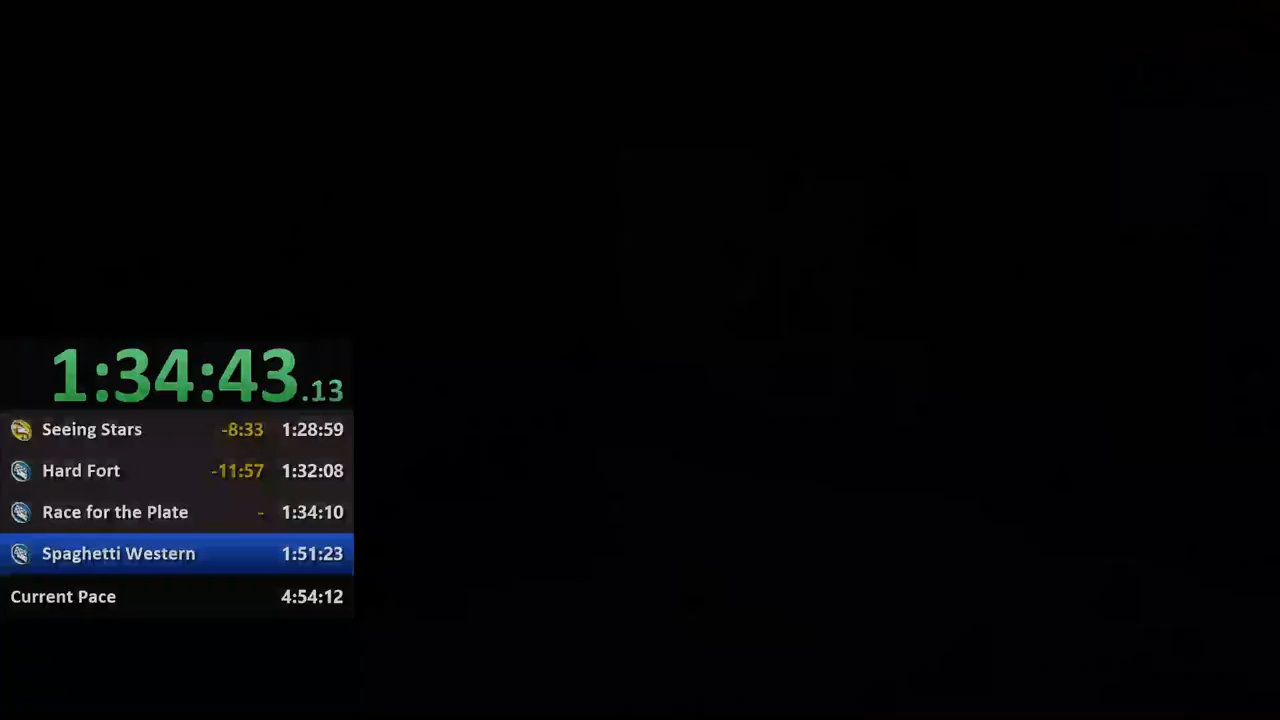 1:34:43.13
Seeing Stars -8:33 1:28:59
Hard Fort -11:57 1:32:08
Race for the Plate - 1:34:10
Spaghetti Western 1:51:23
Current Pace 4:54:12